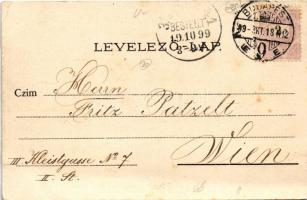 BUDAPEST
99 OKT. 18
BESTELLT
19.10.99
LEVELEZŐ-LAP.
Herrn
Czim
Fritz Patzelt
Wien
III Kleistgasse No 7
II. St.